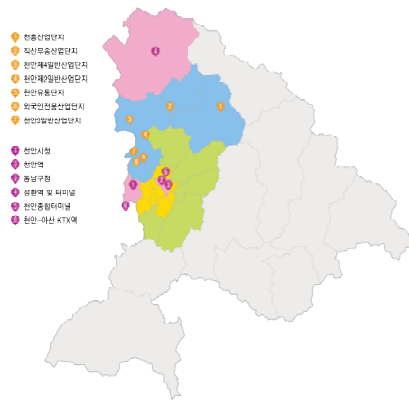 천흥산업단지
직산무송산업단지
천안제4일반산업단지
천안제2일반산업단지
천안유통단지
외국인전용산업단지
천안3일반산업단지
천안시청
천안역
동남구청
성환역 및 터미널
천안종합터미널
천안-아산 KTX역